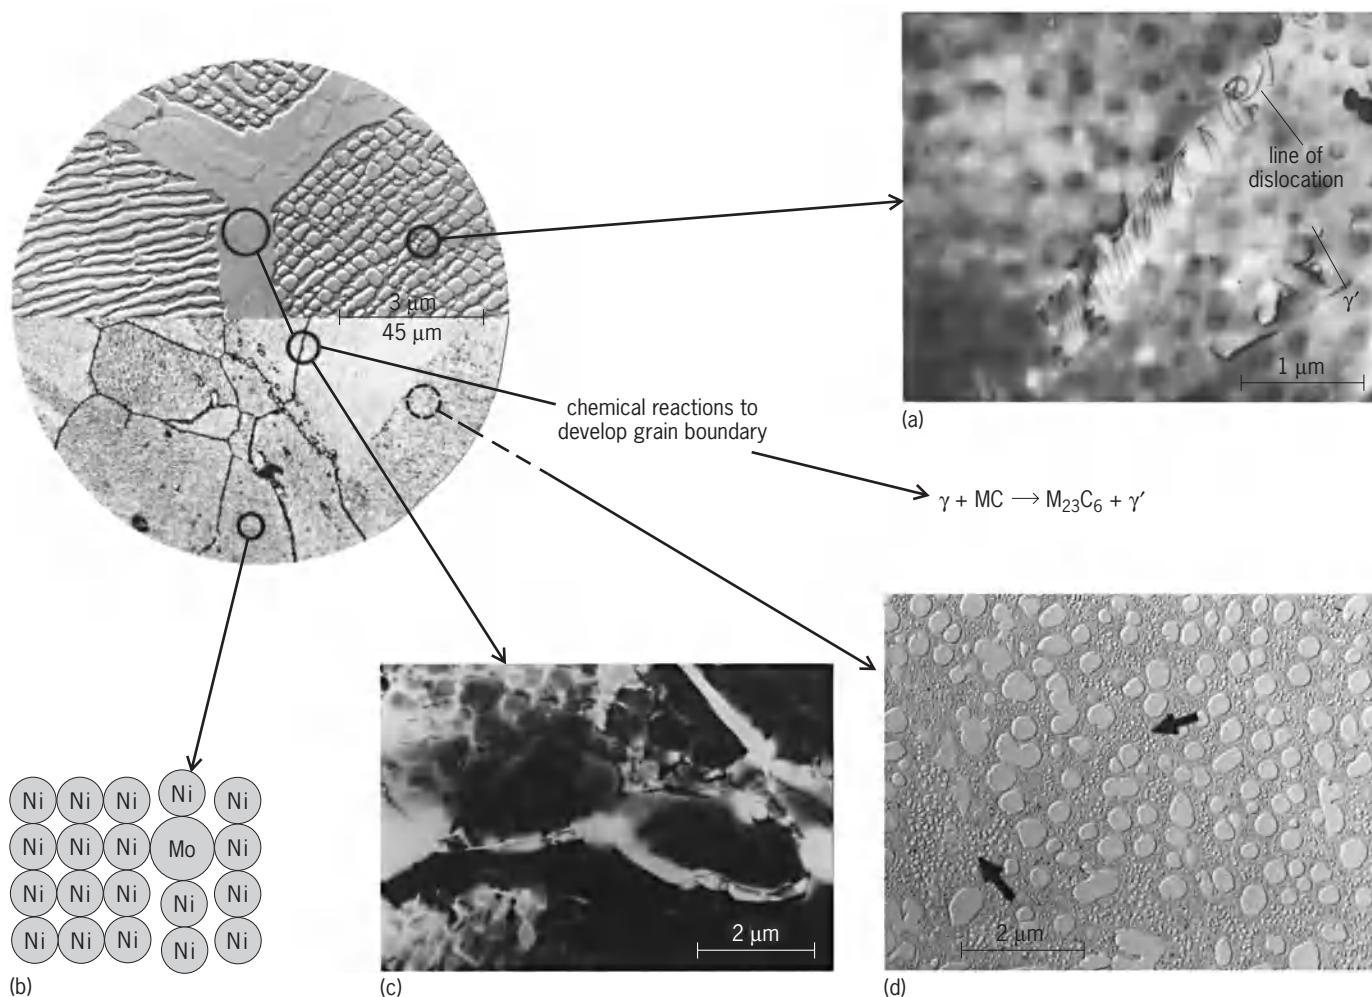 3 μm
45 μm
line of
dislocation
γ′
1 μm
(a)
chemical reactions to
develop grain boundary
γ + MC → M₂₃C₆ + γ′
Ni Ni Ni Ni Ni
Ni Ni Ni Mo Ni
Ni Ni Ni Ni Ni
Ni Ni Ni Ni Ni
(b)
2 μm
(c)
2 μm
(d)